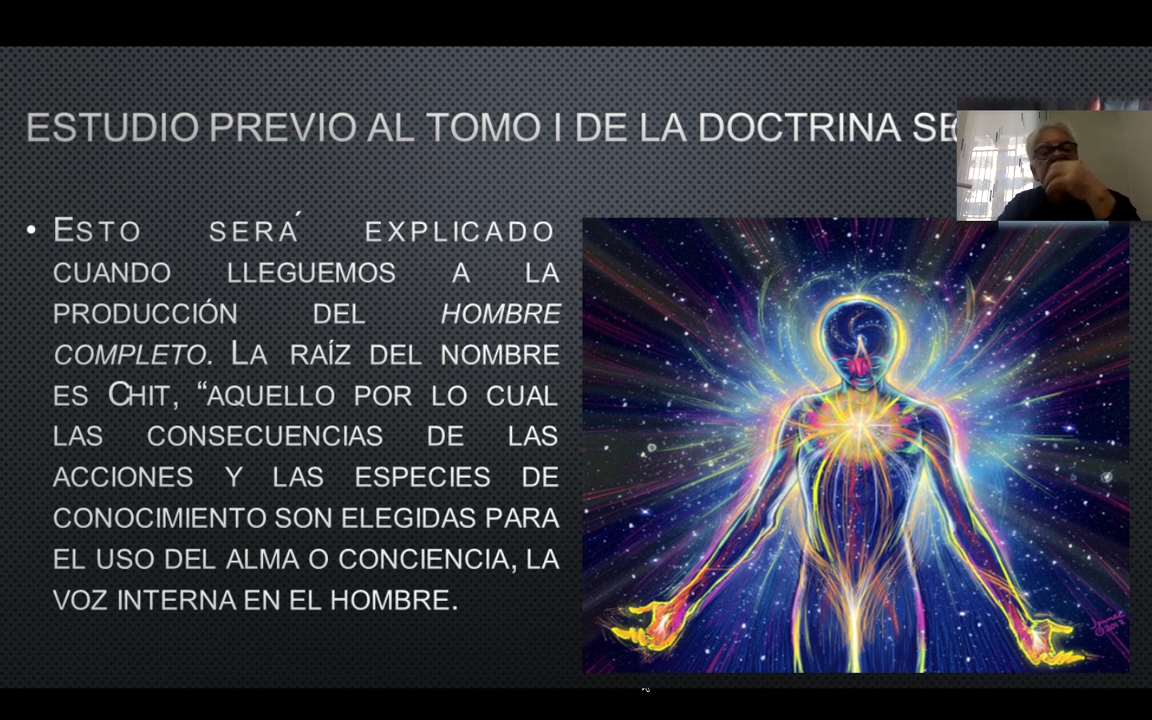 ESTUDIO PREVIO AL TOMO I DE LA DOCTRINA
• ESTO SERÁ EXPLICADO
CUANDO LLEGUEMOS A LA
PRODUCCIÓN DEL HOMBRE
COMPLETO. LA RAÍZ DEL NOMBRE
ES CHIT, “AQUELLO POR LO CUAL
LAS CONSECUENCIAS DE LAS
ACCIONES Y LAS ESPECIES DE
CONOCIMIENTO SON ELEGIDAS PARA
EL USO DEL ALMA O CONCIENCIA, LA
VOZ INTERNA EN EL HOMBRE.